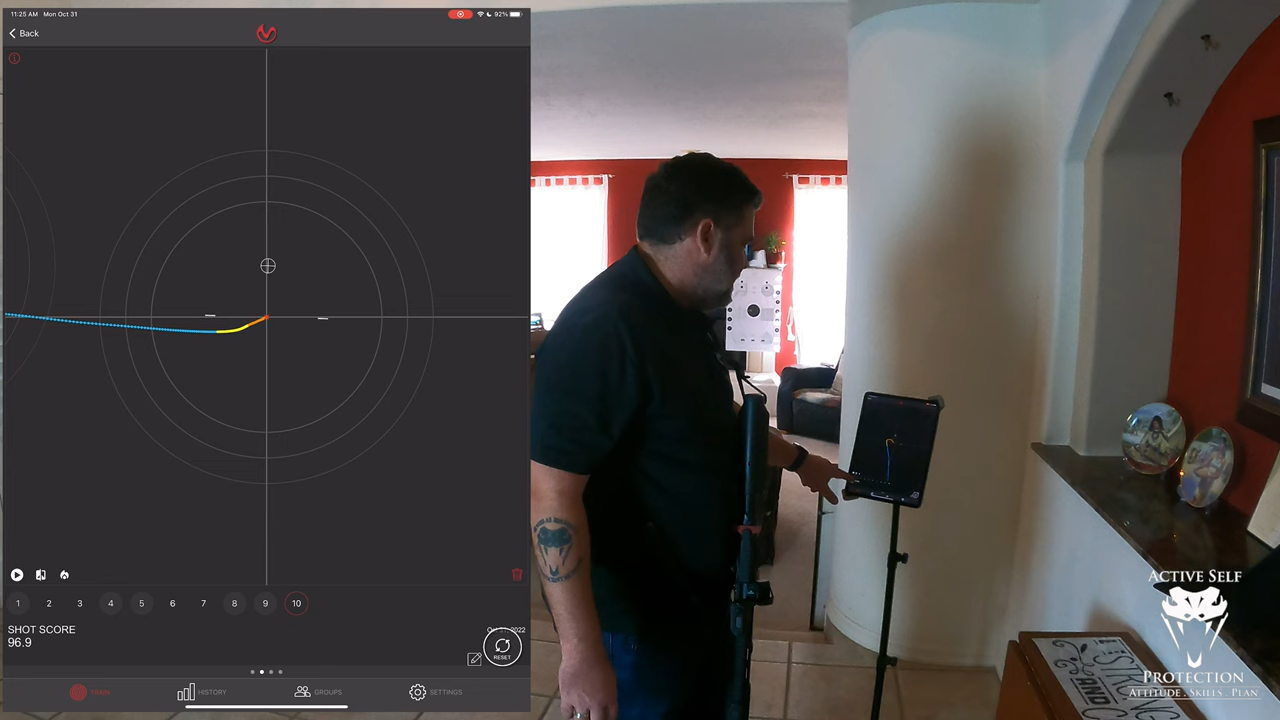 11:25 AM Mon Oct 31
92%
Back
1 2 3 4 5 6 7 8 9 10
SHOT SCORE
96.9
RESET
TRAIN
HISTORY
GROUPS
SETTINGS
ACTIVE SELF
PROTECTION
ATTITUDE . SKILLS . PLAN
AND